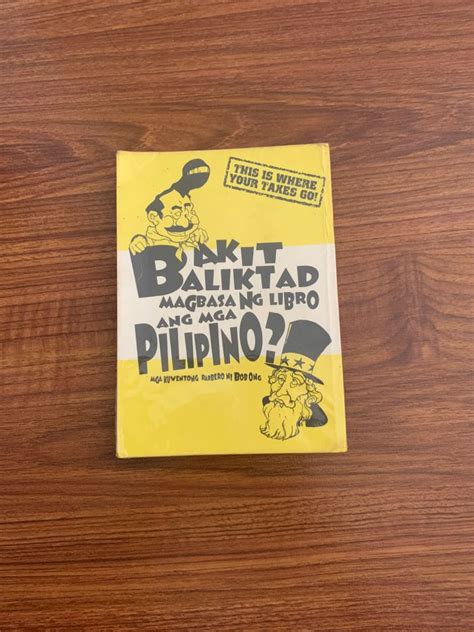 THIS IS WHERE
YOUR TAXES GO!
BAKIT
BALIKTAD
MAGBASA NG LIBRO
ANG MGA
PILIPINO?
MGA KUWENTONG BARBERO NI BOB ONG